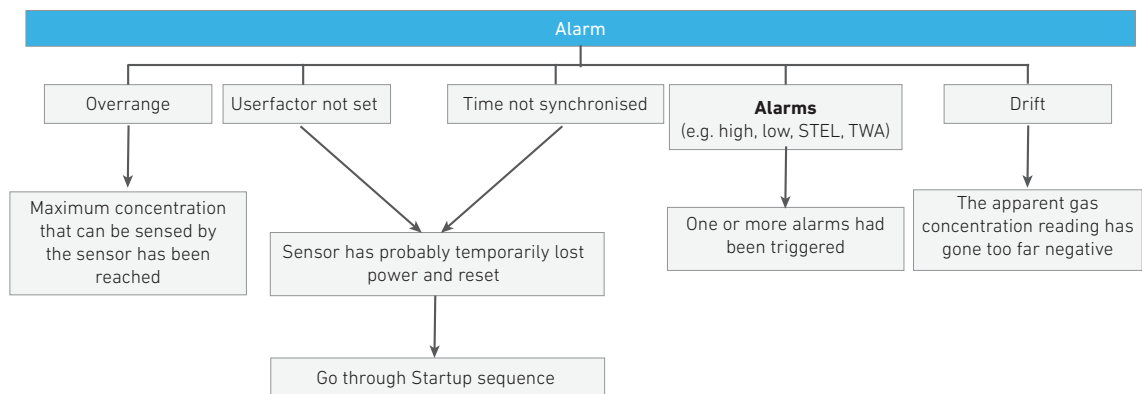 Alarm
Overrange
Userfactor not set
Time not synchronised
Alarms
(e.g. high, low, STEL, TWA)
Drift
Maximum concentration
that can be sensed by
the sensor has been
reached
Sensor has probably temporarily lost
power and reset
One or more alarms had
been triggered
The apparent gas
concentration reading has
gone too far negative
Go through Startup sequence